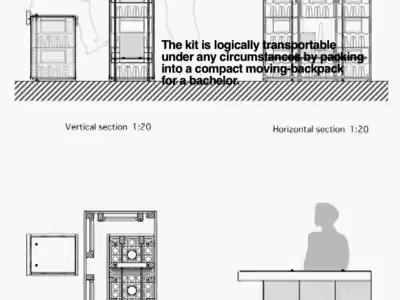 The kit is logically transportable
under any circumstances by packing
into a compact moving-backpack
for a bachelor.
Vertical section 1:20
Horizontal section 1:20